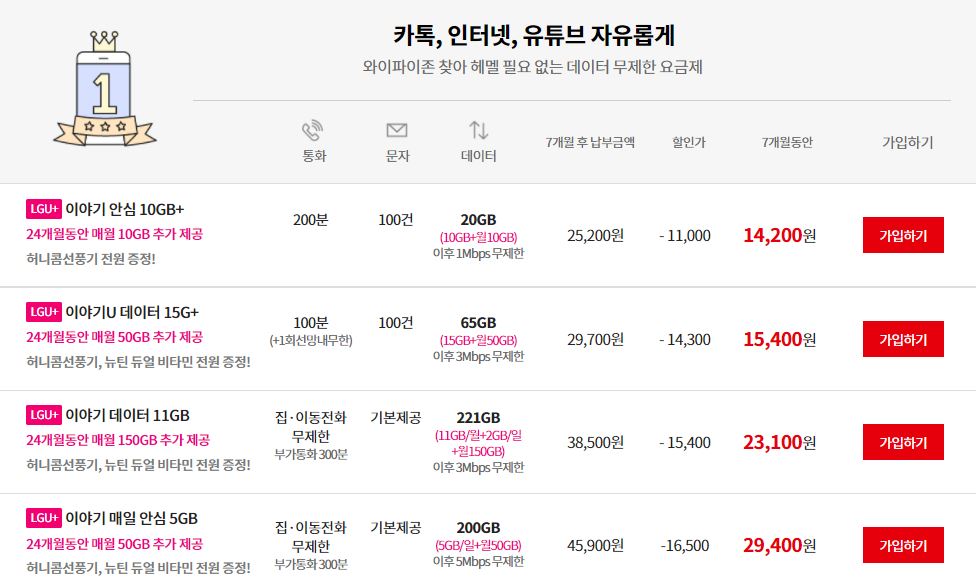 카톡, 인터넷, 유튜브 자유롭게
와이파이존 찾아 헤멜 필요 없는 데이터 무제한 요금제
1
통화 문자 데이터 7개월 후 납부금액 할인가 7개월동안 가입하기
LGU+ 이야기 안심 10GB+
24개월동안 매월 10GB 추가 제공
허니콤선풍기 전원 증정!
200분
100건
20GB
(10GB+월10GB)
이후 1Mbps 무제한
25,200원
- 11,000
14,200원
가입하기
LGU+ 이야기U 데이터 15G+
24개월동안 매월 50GB 추가 제공
허니콤선풍기, 뉴틴 듀얼 비타민 전원 증정!
100분
(+1회선망내무한)
100건
65GB
(15GB+월50GB)
이후 3Mbps 무제한
29,700원
- 14,300
15,400원
가입하기
LGU+ 이야기 데이터 11GB
24개월동안 매월 150GB 추가 제공
허니콤선풍기, 뉴틴 듀얼 비타민 전원 증정!
집·이동전화
무제한
부가통화 300분
기본제공
221GB
(11GB/월+2GB/일
+월150GB)
이후 3Mbps 무제한
38,500원
- 15,400
23,100원
가입하기
LGU+ 이야기 매일 안심 5GB
24개월동안 매월 50GB 추가 제공
허니콤선풍기, 뉴틴 듀얼 비타민 전원 증정!
집·이동전화
무제한
부가통화 300분
기본제공
200GB
(5GB/일+월50GB)
이후 5Mbps 무제한
45,900원
-16,500
29,400원
가입하기